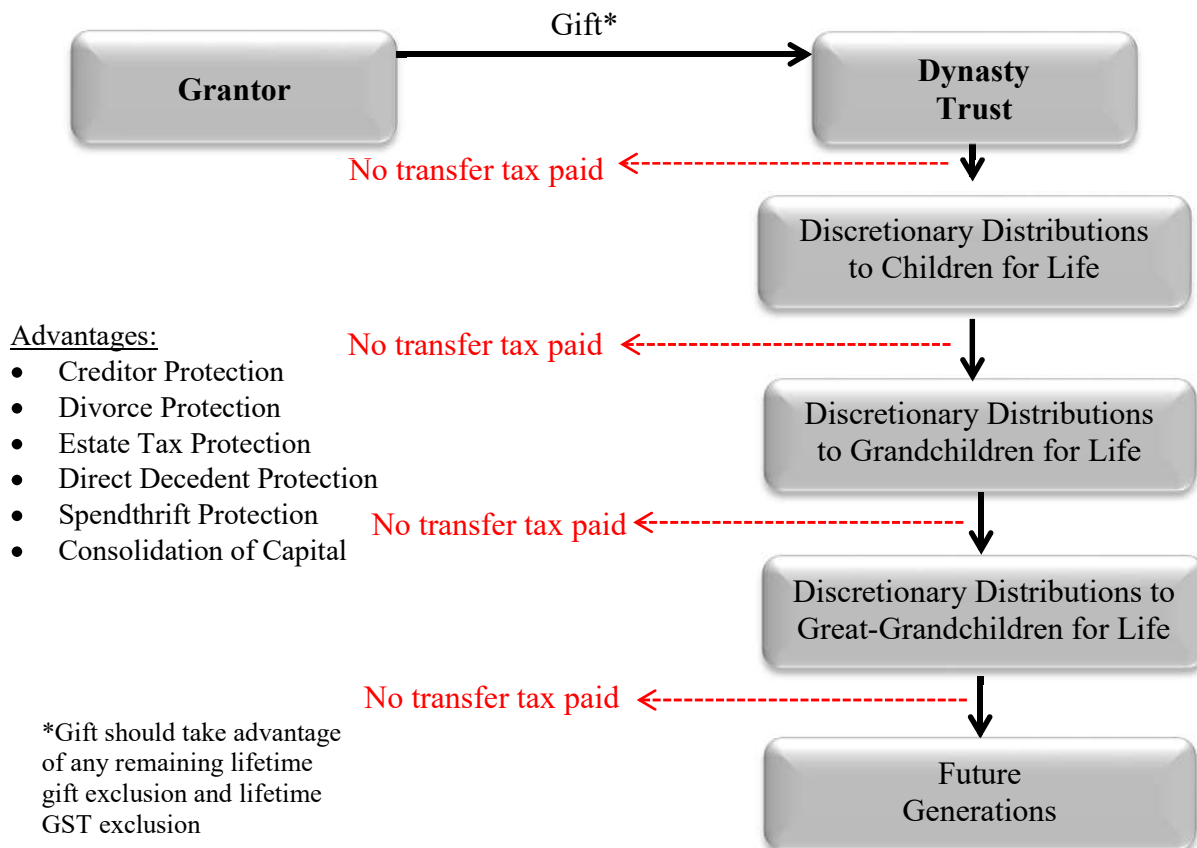 Gift*
Grantor
Dynasty
Trust
No transfer tax paid
Discretionary Distributions
to Children for Life
No transfer tax paid
Advantages:
• Creditor Protection
• Divorce Protection
• Estate Tax Protection
• Direct Decedent Protection
• Spendthrift Protection
• Consolidation of Capital
Discretionary Distributions
to Grandchildren for Life
No transfer tax paid
Discretionary Distributions to
Great-Grandchildren for Life
No transfer tax paid
*Gift should take advantage
of any remaining lifetime
gift exclusion and lifetime
GST exclusion
Future
Generations